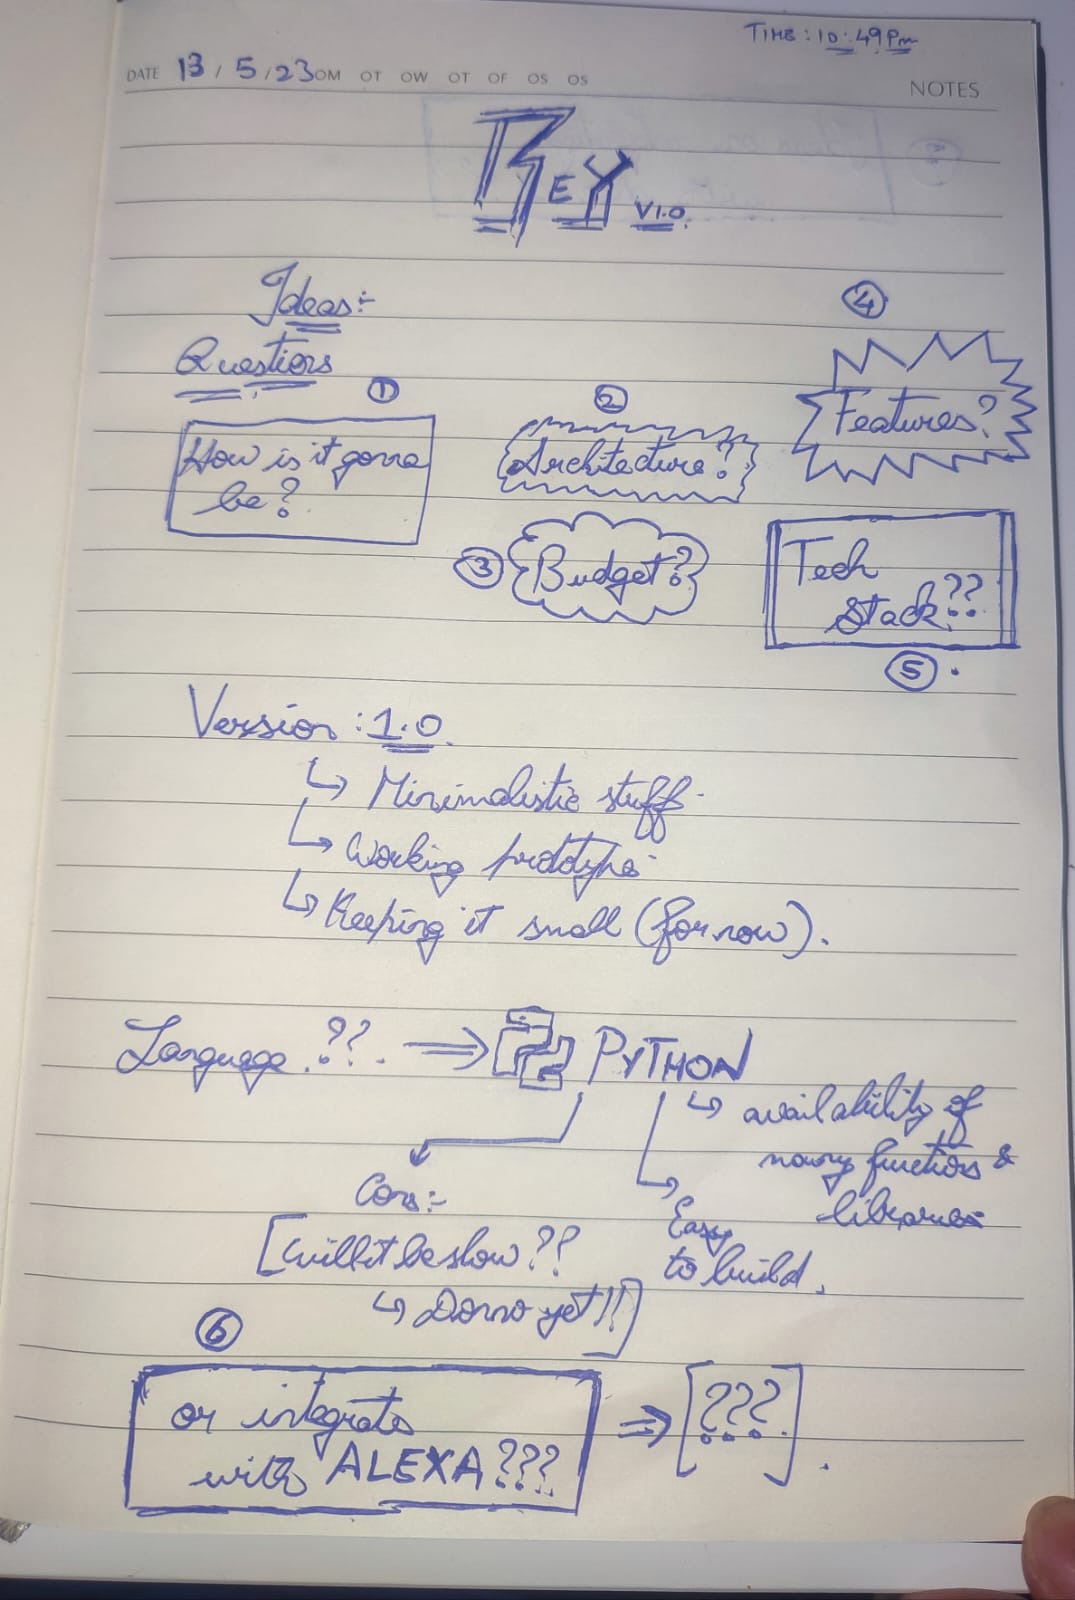 TIME: 10:49 Pm
DATE 13 / 5 / 23 OM OT OW OT OF OS OS
NOTES
REY V1.0.
Ideas:-
Questions
1
How is it gonna
be?
2
Architecture?
3
Budget?
4
Features?
Tech
Stack??
5.
Version : 1.0.
↳ Minimalistic stuff.
↳ Working prototype.
↳ Keeping it small (for now).
Language ??. ⇒ PYTHON
↳ availability of
many functions &
libraries
↳ Easy
to build.
Cons:-
[Will it be slow??
↳ Donno yet!!]
6
or integrate
with ALEXA???
⇒ [???].